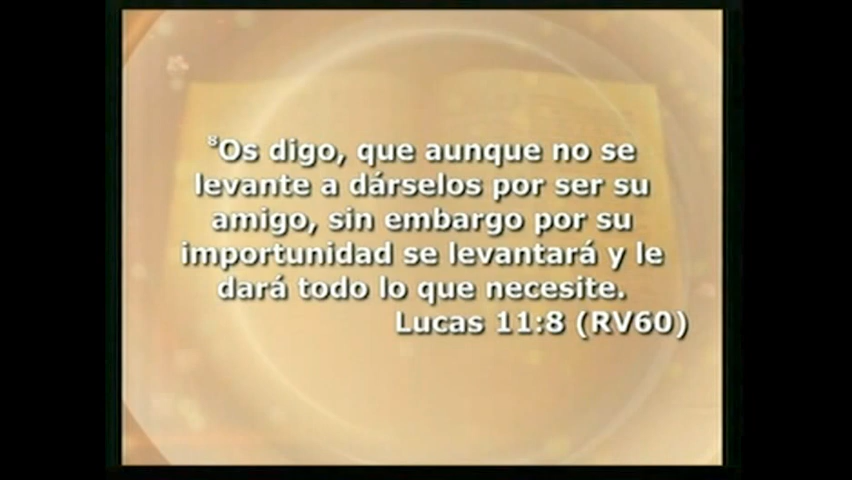 ⁸Os digo, que aunque no se
levante a dárselos por ser su
amigo, sin embargo por su
importunidad se levantará y le
dará todo lo que necesite.
Lucas 11:8 (RV60)